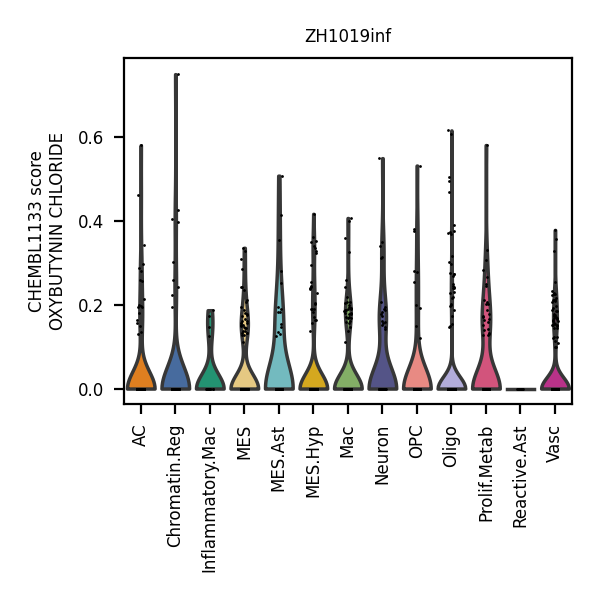 ZH1019inf
CHEMBL1133 score
OXYBUTYNIN CHLORIDE
0.6
0.4
0.2
0.0
AC
Chromatin.Reg
Inflammatory.Mac
MES
MES.Ast
MES.Hyp
Mac
Neuron
OPC
Oligo
Prolif.Metab
Reactive.Ast
Vasc